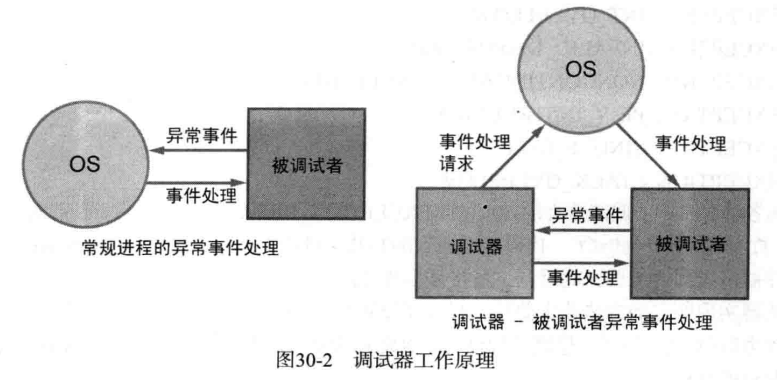 OS
异常事件
事件处理
被调试者
常规进程的异常事件处理
OS
事件处理
请求
事件处理
调试器
异常事件
事件处理
被调试者
调试器 - 被调试者异常事件处理
图30-2 调试器工作原理